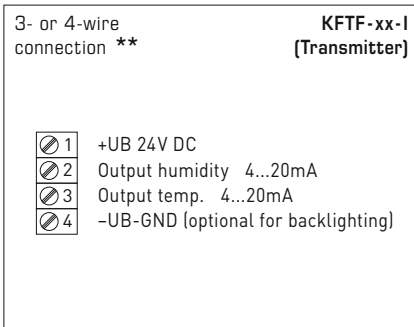 3- or 4-wire
connection **
KFTF-xx-I
(Transmitter)
1 +UB 24V DC
2 Output humidity 4...20mA
3 Output temp. 4...20mA
4 –UB-GND (optional for backlighting)